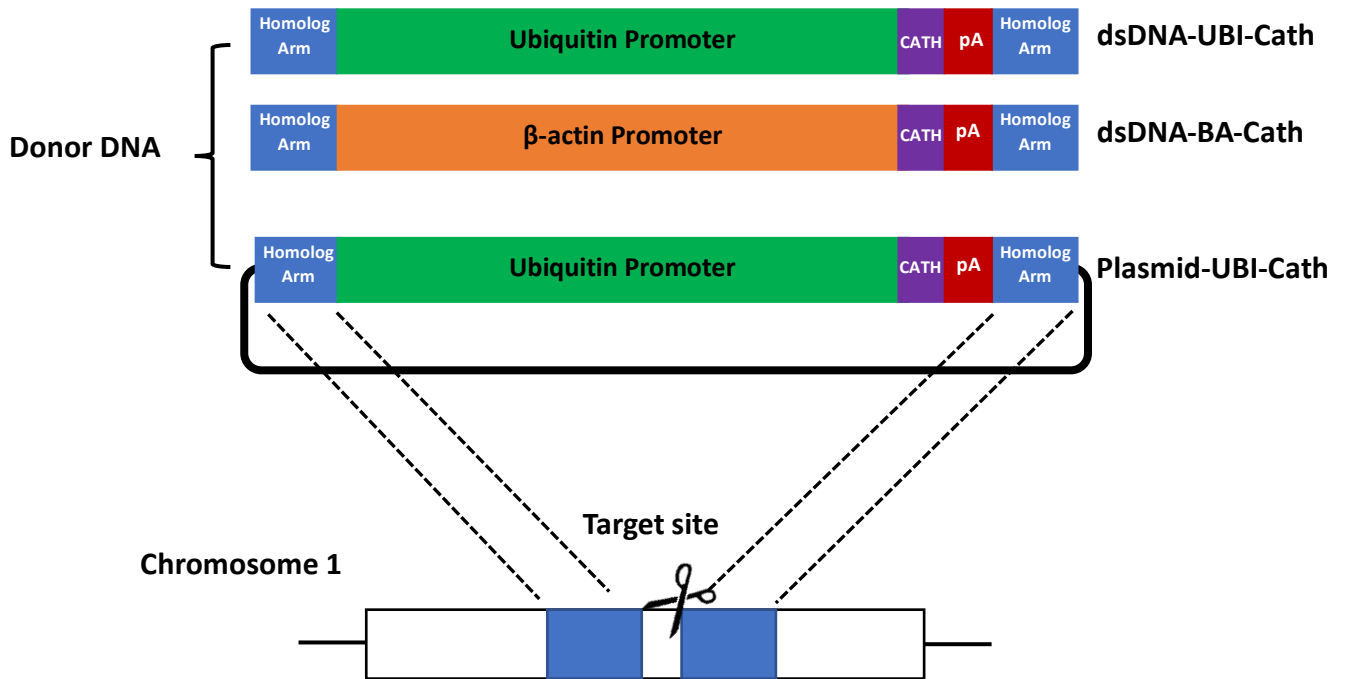 Donor DNA
Homolog
Arm
Ubiquitin Promoter
CATH
pA
Homolog
Arm
dsDNA-UBI-Cath
Homolog
Arm
β-actin Promoter
CATH
pA
Homolog
Arm
dsDNA-BA-Cath
Homolog
Arm
Ubiquitin Promoter
CATH
pA
Homolog
Arm
Plasmid-UBI-Cath
Target site
Chromosome 1